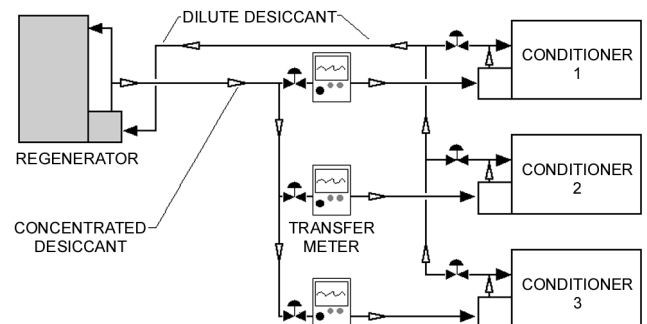 DILUTE DESICCANT
CONDITIONER
1
REGENERATOR
CONDITIONER
2
CONCENTRATED
DESICCANT
TRANSFER
METER
CONDITIONER
3